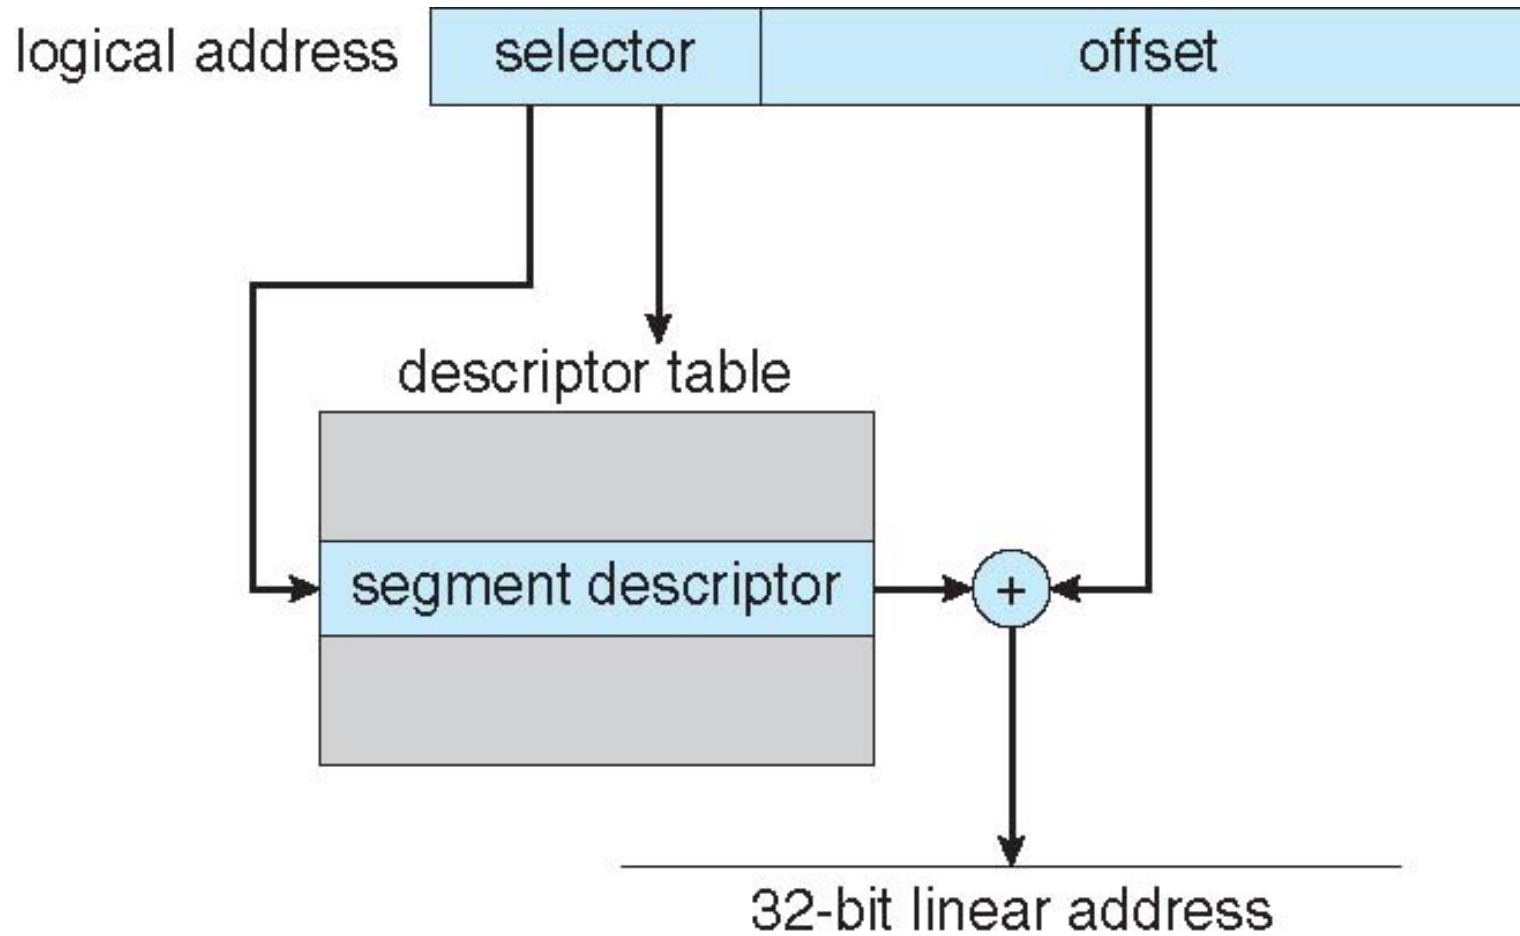 logical address selector offset
descriptor table
segment descriptor +
32-bit linear address